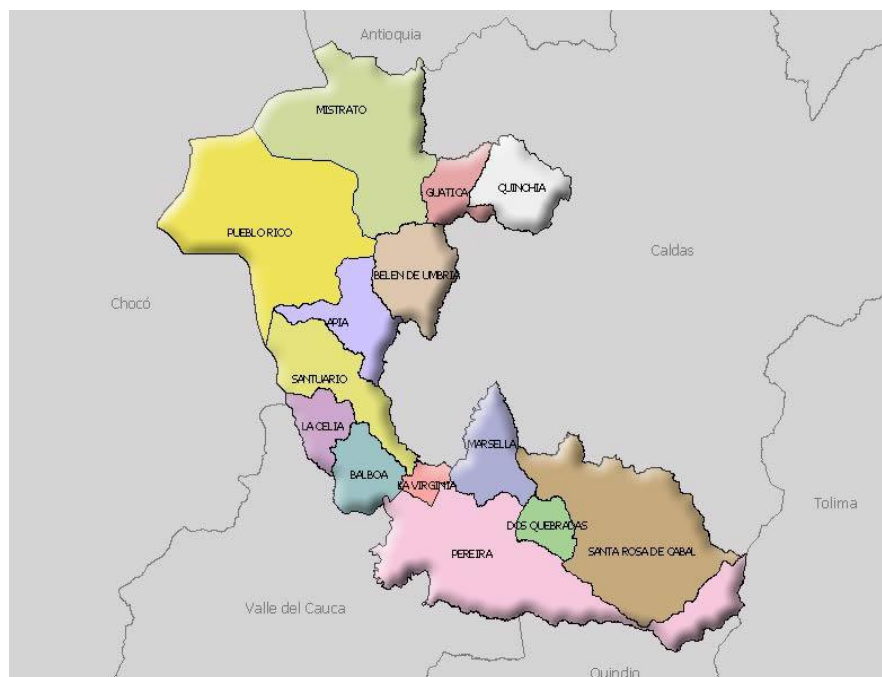 Antioquia
MISTRATO
GUATICA
QUINCHIA
PUEBLO RICO
Caldas
BELEN DE UMBRIA
Chocó
APIA
SANTUARIO
LA CELIA
MARSELLA
BALBOA
LA VIRGINIA
Tolima
DOS QUEBRADAS
PEREIRA
SANTA ROSA DE CABAL
Valle del Cauca
Quindin